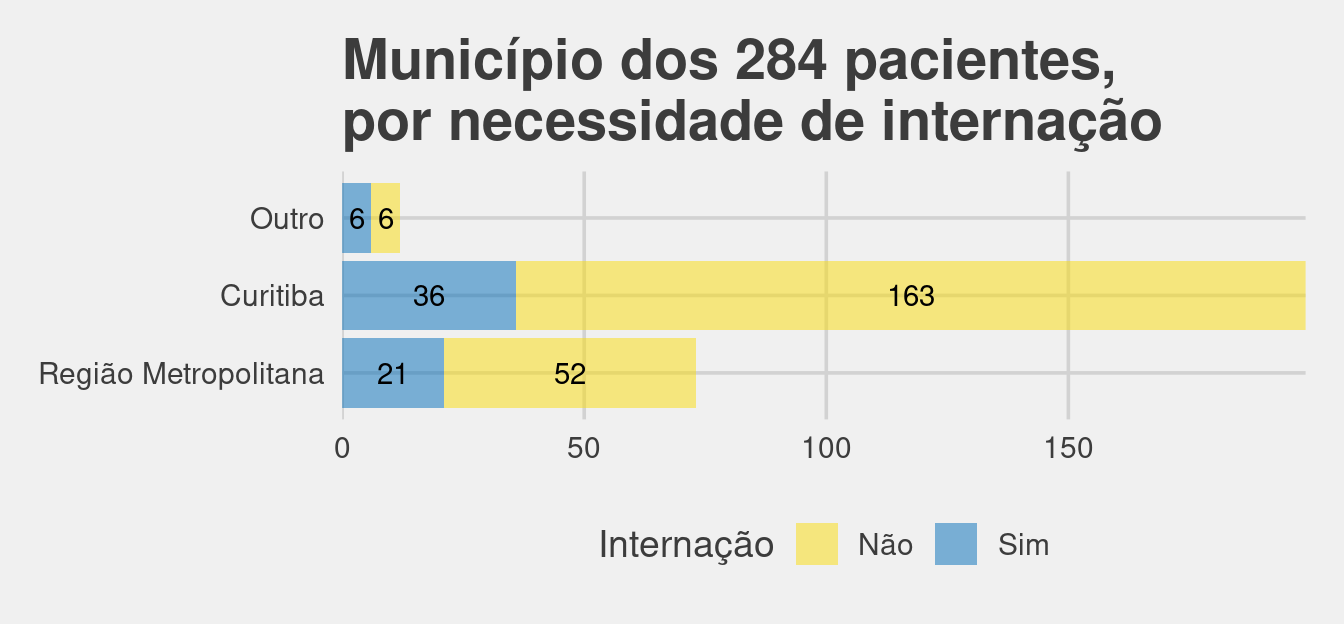 Município dos 284 pacientes,
por necessidade de internação
Outro 6 6
Curitiba 36 163
Região Metropolitana 21 52
0 50 100 150
Internação Não Sim